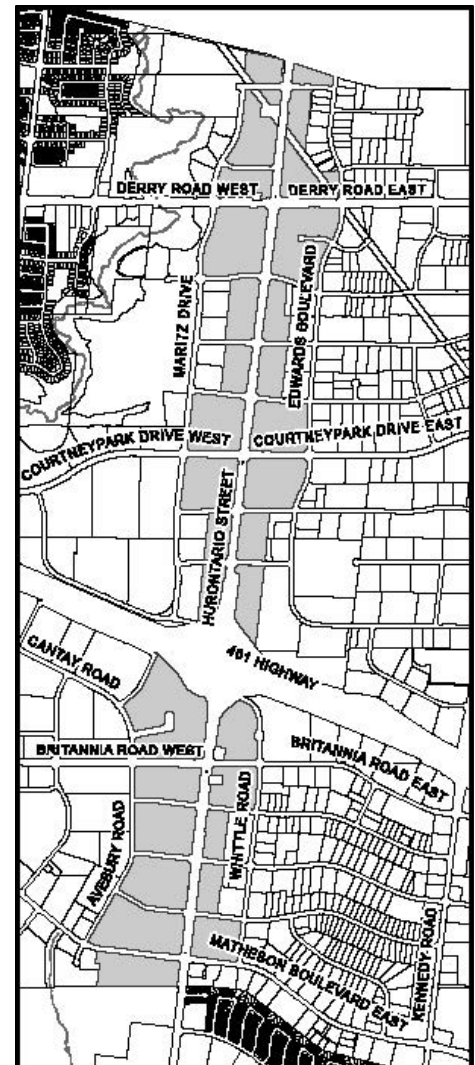 DERRY ROAD WEST
DERRY ROAD EAST
MARITZ DRIVE
EDWARDS BOULEVARD
COURTNEYPARK DRIVE WEST
COURTNEYPARK DRIVE EAST
HURONTARIO STREET
401 HIGHWAY
CANTAY ROAD
BRITANNIA ROAD WEST
BRITANNIA ROAD EAST
WHITTLE ROAD
AVEBURY ROAD
KENNEDY ROAD
MATHESON BOULEVARD EAST